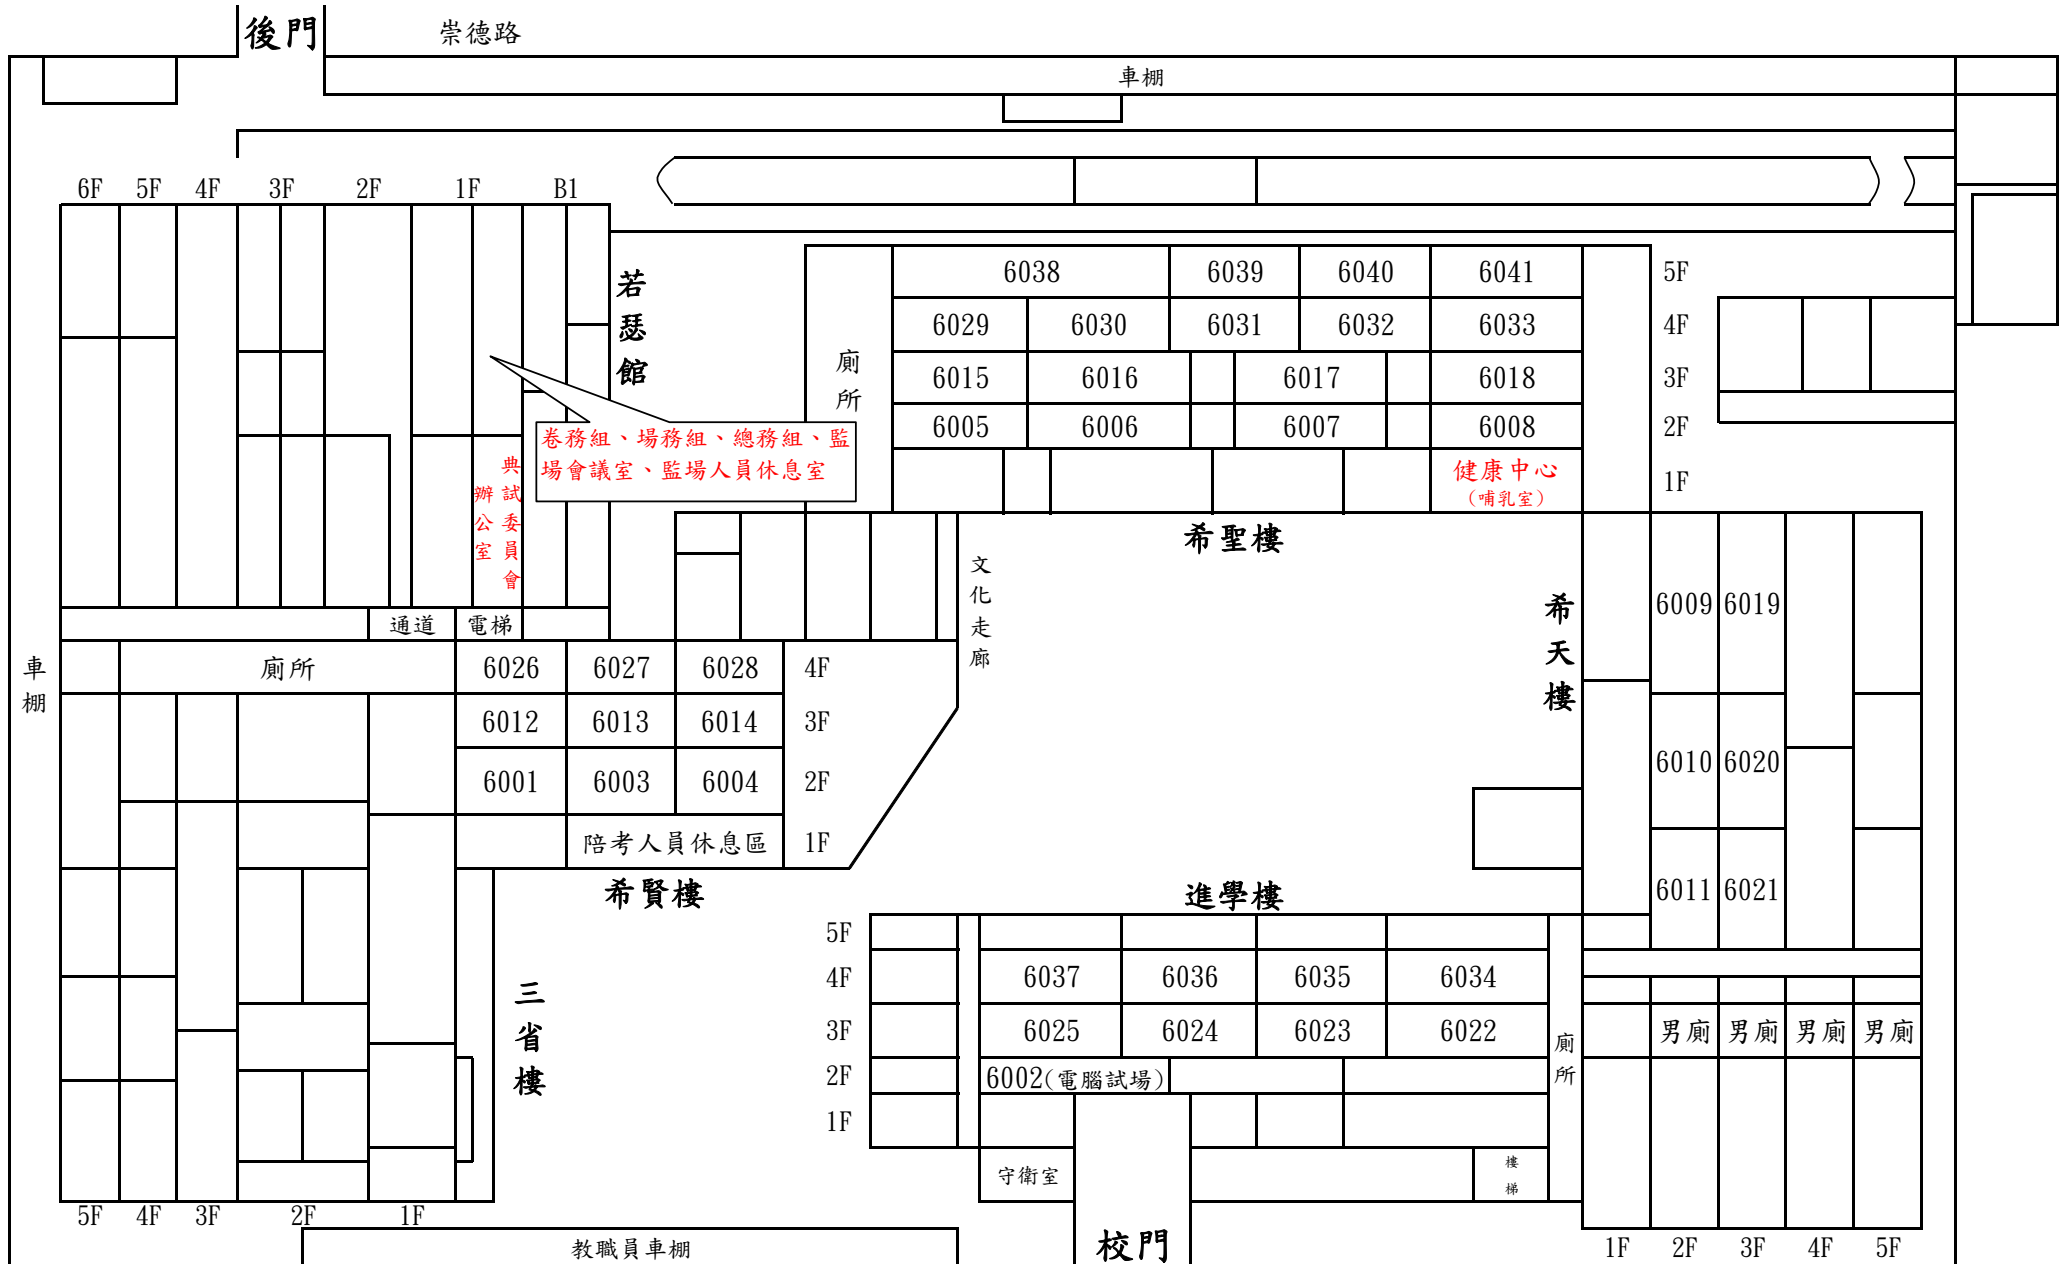 後門
崇德路
車棚
6F 5F 4F 3F 2F 1F B1
若瑟館
卷務組、場務組、總務組、監
場會議室、監場人員休息室
典試委員會
辦公室
廁所
6038 6039 6040 6041 5F
6029 6030 6031 6032 6033 4F
6015 6016 6017 6018 3F
6005 6006 6007 6008 2F
健康中心
(哺乳室)
1F
希聖樓
文化走廊
希天樓
6009 6019
6010 6020
6011 6021
通道 電梯
車棚
廁所
6026 6027 6028 4F
6012 6013 6014 3F
6001 6003 6004 2F
陪考人員休息區 1F
希賢樓
三省樓
進學樓
5F
4F 6037 6036 6035 6034
3F 6025 6024 6023 6022
2F 6002(電腦試場)
1F
廁所
男廁 男廁 男廁 男廁
守衛室
樓梯
校門
5F 4F 3F 2F 1F
教職員車棚
1F 2F 3F 4F 5F